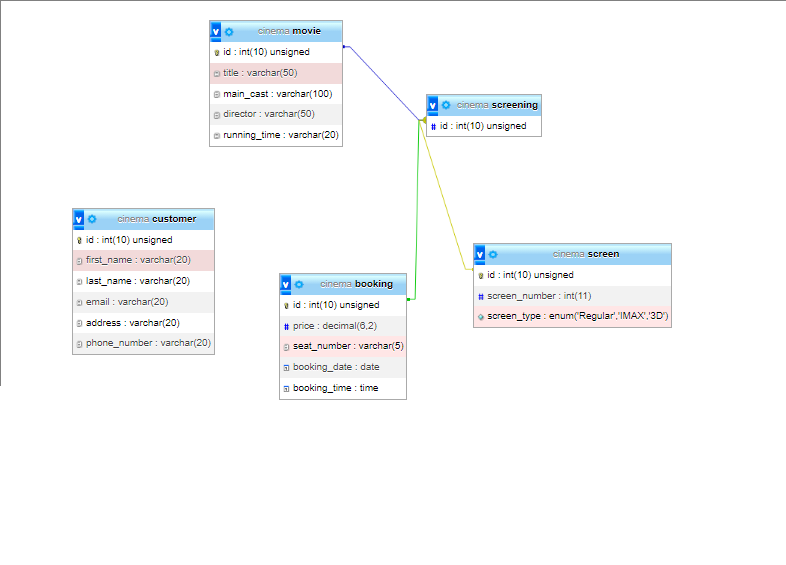 v cinema movie
id : int(10) unsigned
title : varchar(50)
main_cast : varchar(100)
director : varchar(50)
running_time : varchar(20)
v cinema screening
# id : int(10) unsigned
v cinema customer
id : int(10) unsigned
first_name : varchar(20)
last_name : varchar(20)
email : varchar(20)
address : varchar(20)
phone_number : varchar(20)
v cinema booking
id : int(10) unsigned
# price : decimal(6,2)
seat_number : varchar(5)
booking_date : date
booking_time : time
v cinema screen
id : int(10) unsigned
# screen_number : int(11)
screen_type : enum('Regular','IMAX','3D')